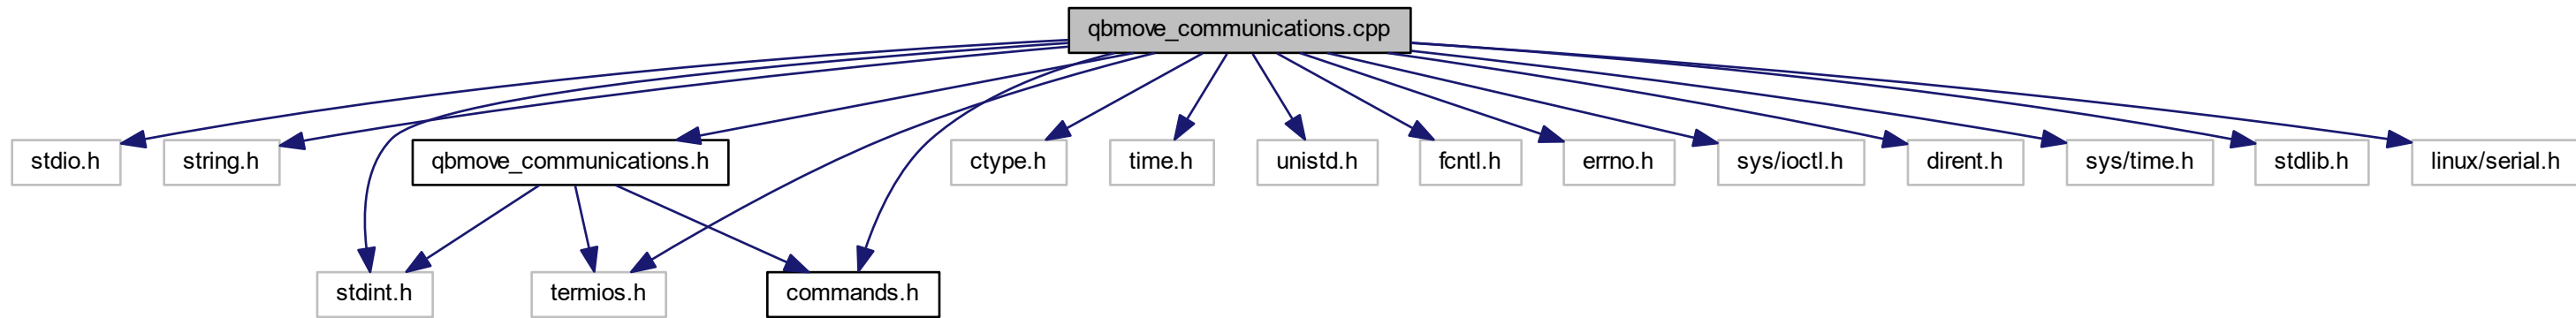 qbmove_communications.cpp
stdio.h
string.h
qbmove_communications.h
ctype.h
time.h
unistd.h
fcntl.h
errno.h
sys/ioctl.h
dirent.h
sys/time.h
stdlib.h
linux/serial.h
stdint.h
termios.h
commands.h